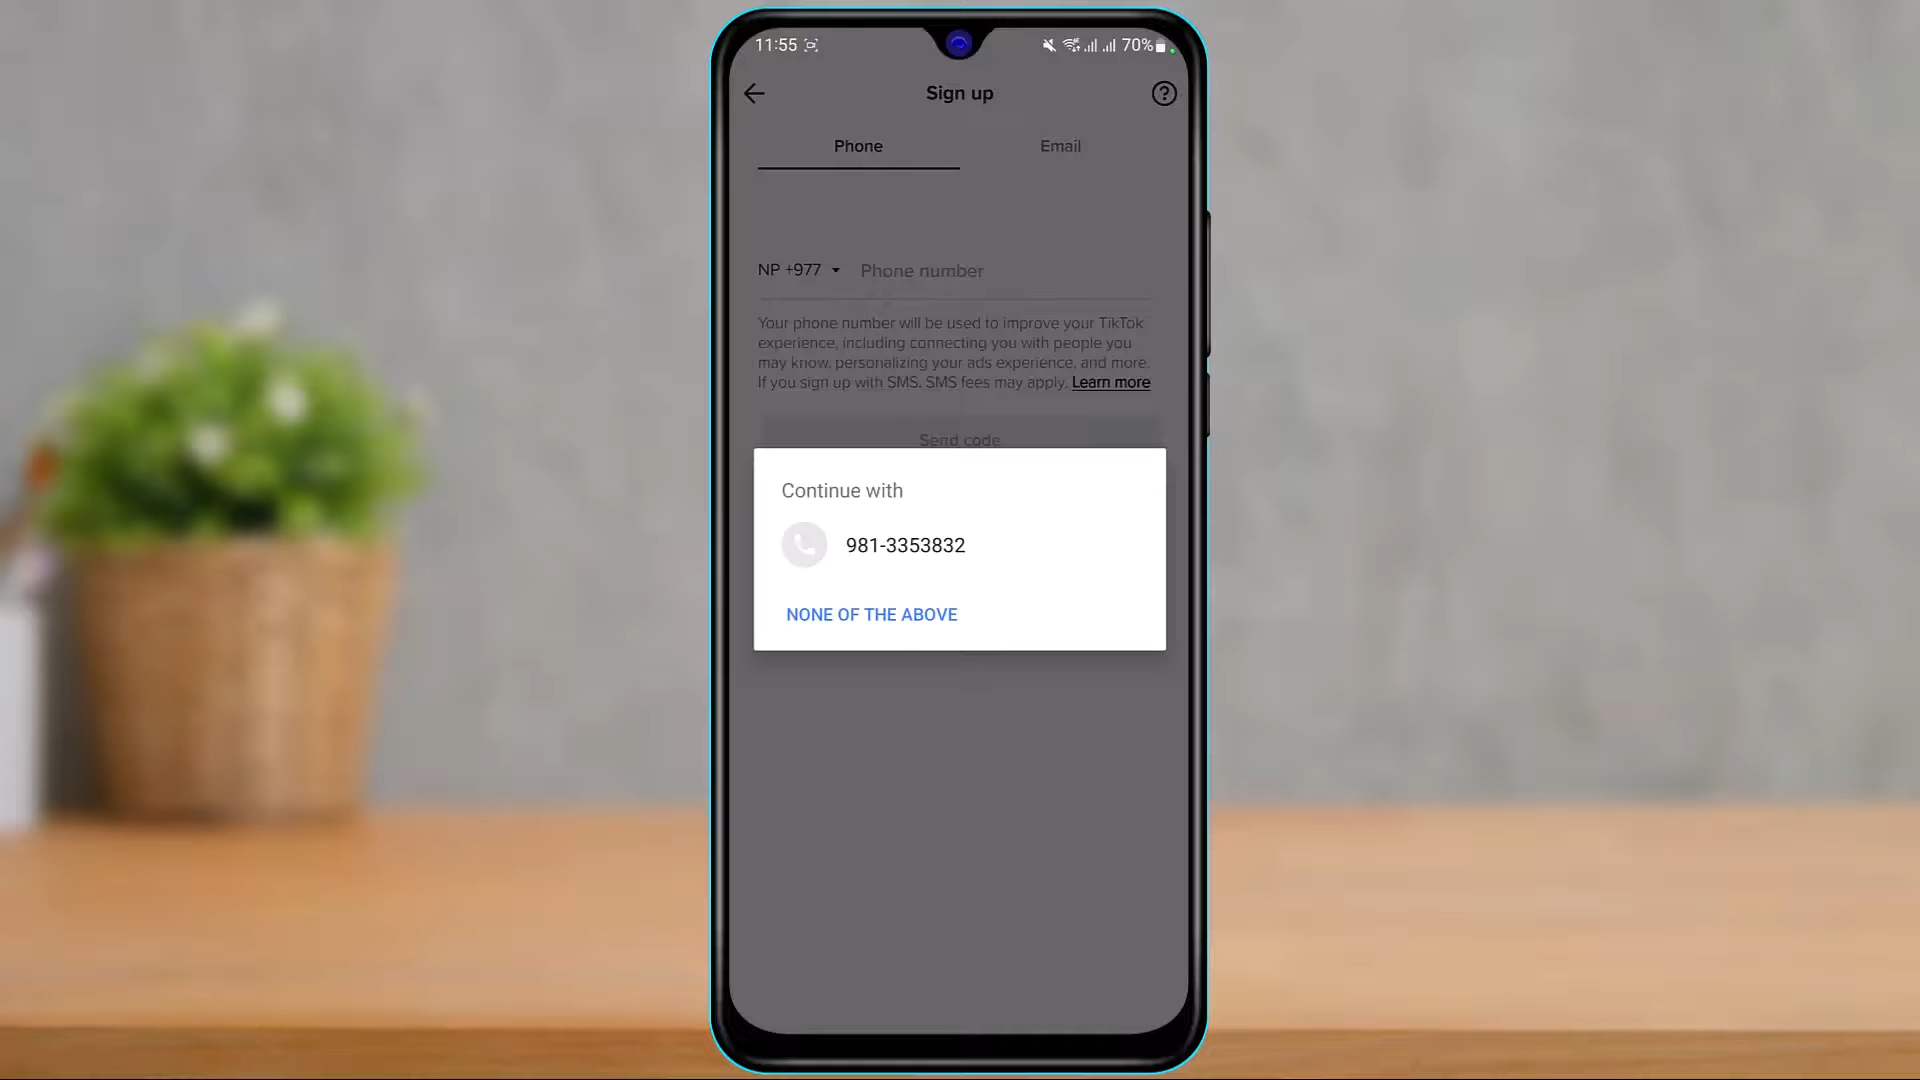 11:55
70%
Sign up
Phone
Email
NP +977
Phone number
Your phone number will be used to improve your TikTok
experience, including connecting you with people you
may know, personalizing your ads experience, and more.
If you sign up with SMS, SMS fees may apply. Learn more
Send code
Continue with
981-3353832
NONE OF THE ABOVE